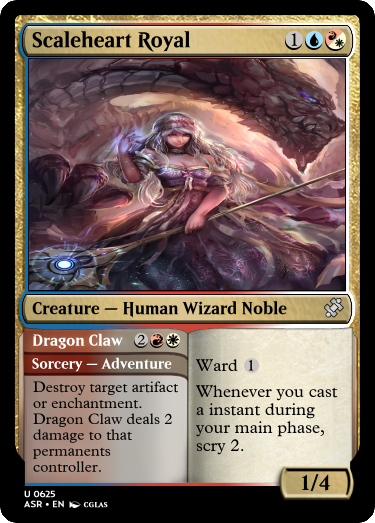 Scaleheart Royal 1
Creature — Human Wizard Noble
Dragon Claw 2
Sorcery — Adventure
Destroy target artifact
or enchantment.
Dragon Claw deals 2
damage to that
permanents
controller.
Ward 1
Whenever you cast
a instant during
your main phase,
scry 2.
1/4
U 0625
ASR • EN CGLAS